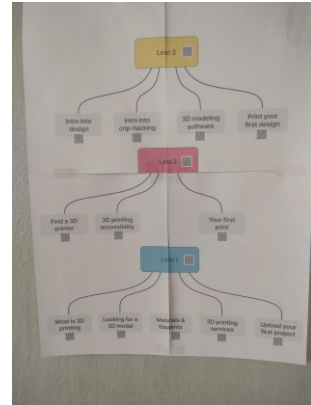 Level 3
Intro into
design
Intro into
crip-hacking
3D modeling
software
Print your
first design
Level 2
Find a 3D
printer
3D printing
accessibility
Your first
print
Level 1
What is 3D
printing
Looking for a
3D model
Materials &
filaments
3D printing
services
Upload your
first project